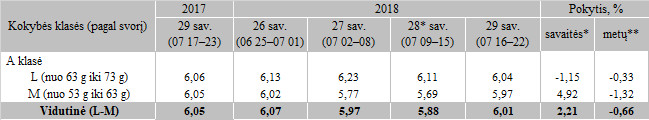 Kokybės klasės (pagal svorį) 2017 2018 Pokytis, %
29 sav. (07 17–23) 26 sav. (06 25–07 01) 27 sav. (07 02–08) 28* sav. (07 09–15) 29 sav. (07 16–22) savaitės* metų**
A klasė
L (nuo 63 g iki 73 g) 6,06 6,13 6,23 6,11 6,04 -1,15 -0,33
M (nuo 53 g iki 63 g) 6,05 6,02 5,77 5,69 5,97 4,92 -1,32
Vidutinė (L-M) 6,05 6,07 5,97 5,88 6,01 2,21 -0,66